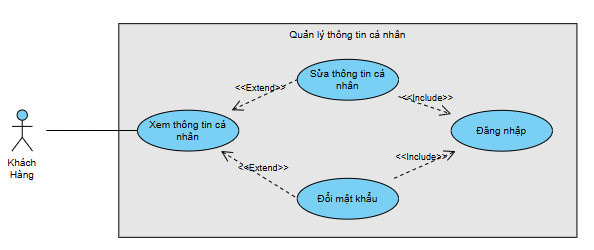 Quản lý thông tin cá nhân
Sửa thông tin cá
nhân
<<Extend>>
<<Include>>
Xem thông tin cá
nhân
Đăng nhập
Khách
Hàng
<<Extend>>
<<Include>>
Đổi mật khẩu